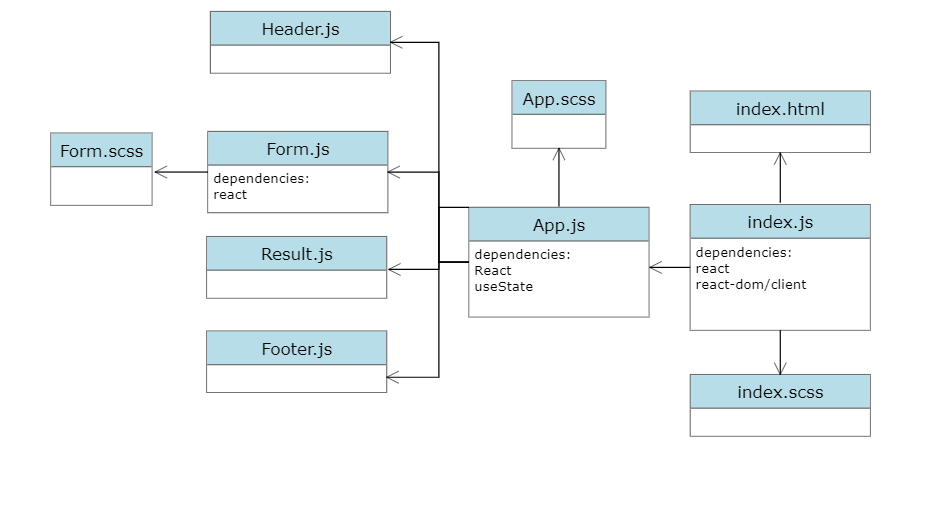 Header.js
App.scss
index.html
Form.scss
Form.js
dependencies:
react
App.js
dependencies:
React
useState
index.js
dependencies:
react
react-dom/client
Result.js
Footer.js
index.scss